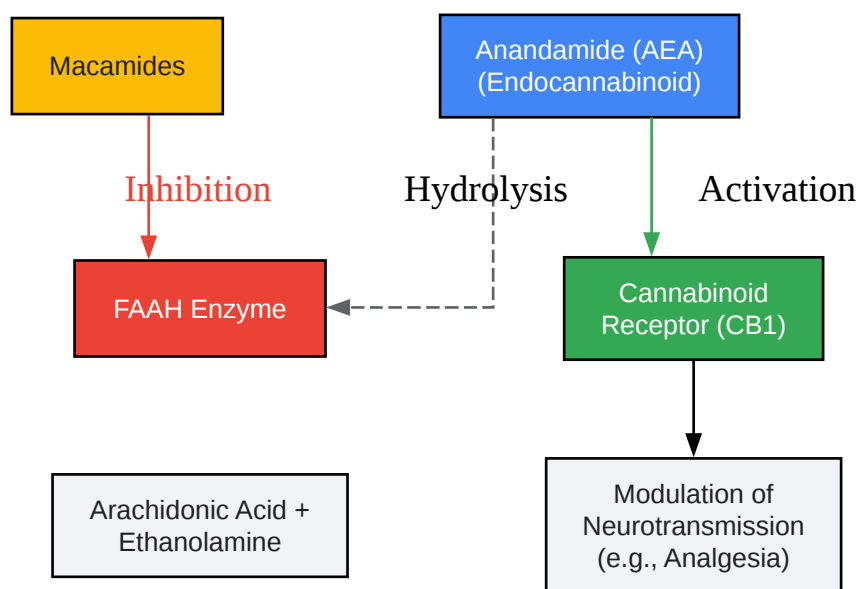 Macamides
Anandamide (AEA)
(Endocannabinoid)
Inhibition
Hydrolysis
Activation
FAAH Enzyme
Cannabinoid
Receptor (CB1)
Arachidonic Acid +
Ethanolamine
Modulation of
Neurotransmission
(e.g., Analgesia)